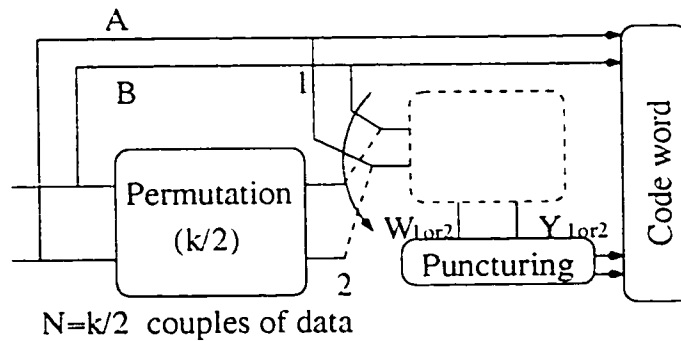 A
B
1
Permutation
(k/2)
2
W1or2
Y1or2
Puncturing
Code word
N=k/2 couples of data